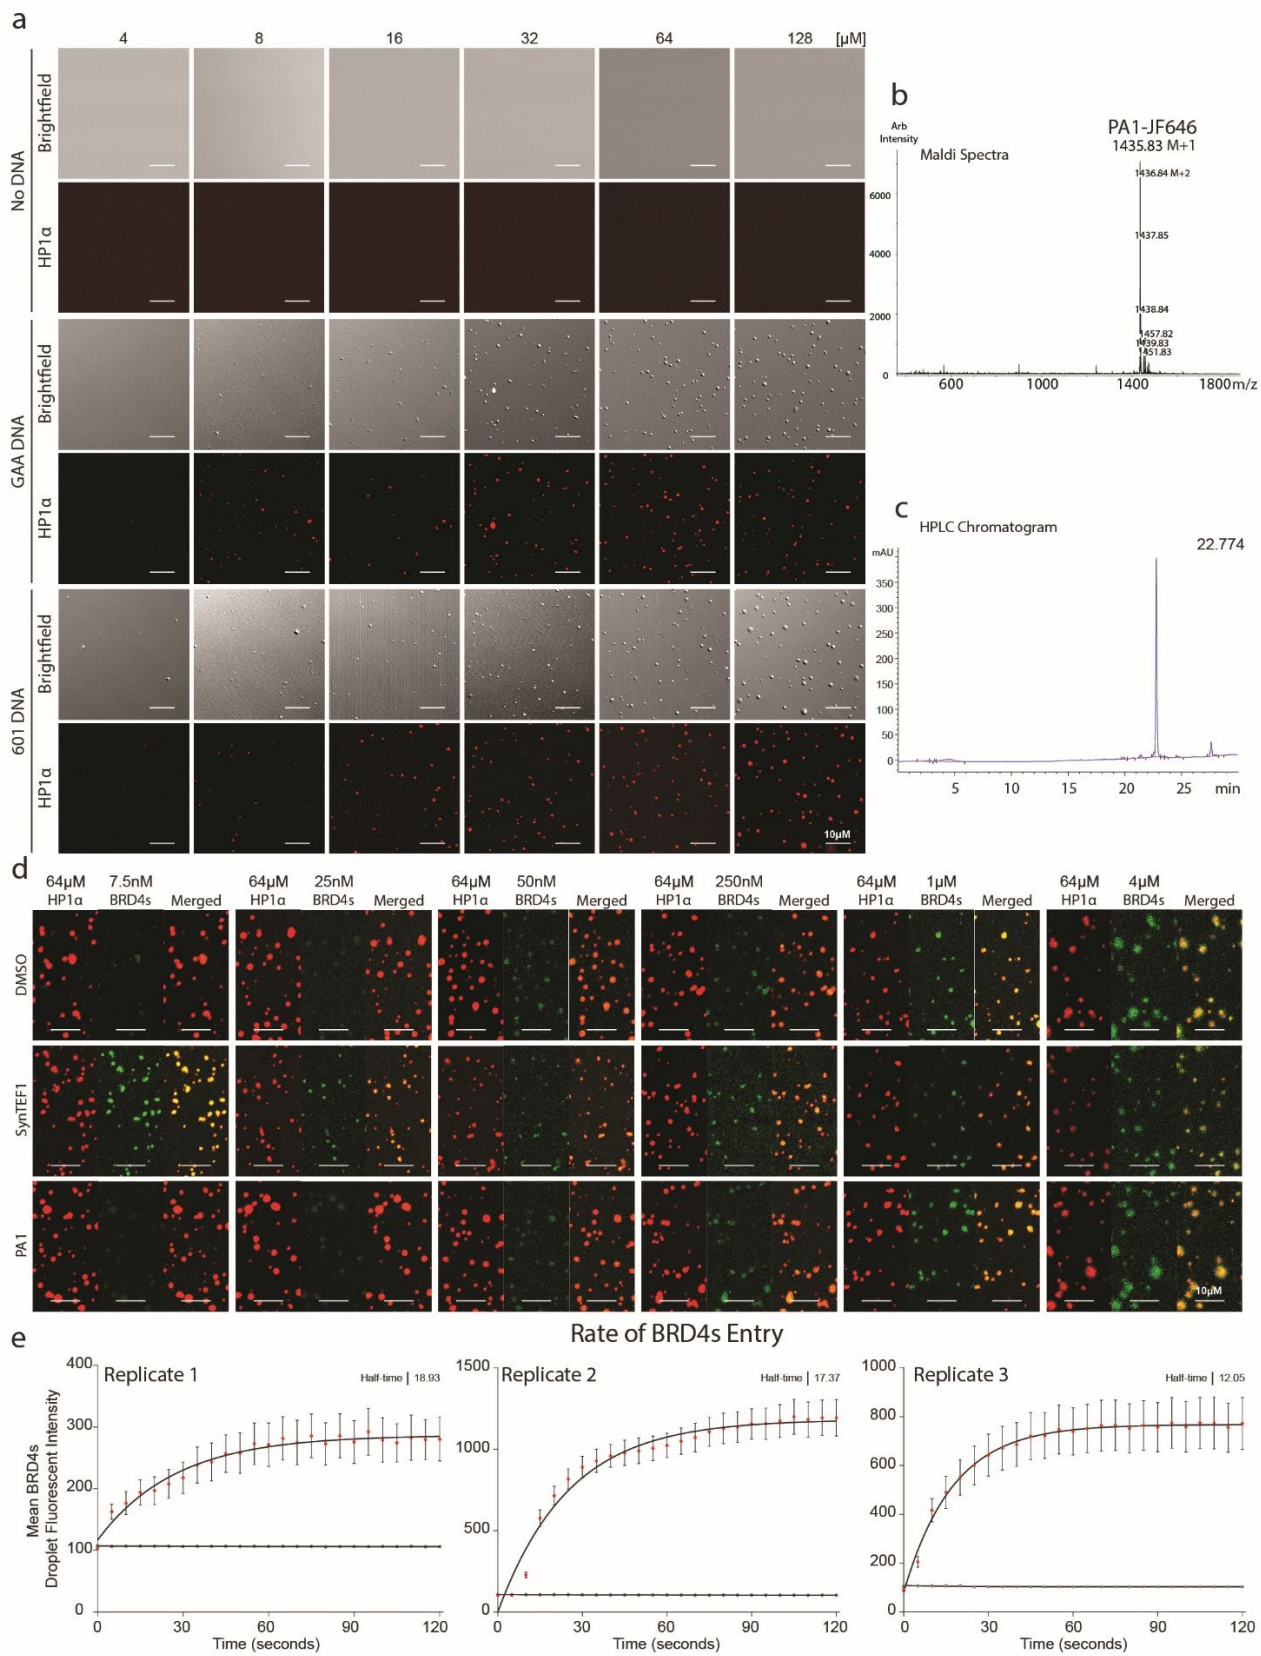 a
4 8 16 32 64 128 [µM]
No DNA
Brightfield
HP1α
GAA DNA
Brightfield
HP1α
601 DNA
Brightfield
HP1α
10µM
b
Arb
Intensity
Maldi Spectra
PA1-JF646
1435.83 M+1
1436.84 M+2
1437.85
1438.84
1457.82
1439.83
1451.83
6000
4000
2000
0
600 1000 1400 1800 m/z
c
HPLC Chromatogram
22.774
mAU
350
300
250
200
150
100
50
0
5 10 15 20 25 min
d
64µM 7.5nM 64µM 25nM 64µM 50nM 64µM 250nM 64µM 1µM 64µM 4µM
HP1α BRD4s Merged HP1α BRD4s Merged HP1α BRD4s Merged HP1α BRD4s Merged HP1α BRD4s Merged HP1α BRD4s Merged
DMSO
SynTEF1
PA1
10µM
e
Rate of BRD4s Entry
Mean BRD4s
Droplet Fluorescent Intensity
Replicate 1
Half-time | 18.93
400
300
200
100
0
0 30 60 90 120
Time (seconds)
Replicate 2
Half-time | 17.37
1500
1000
500
0
0 30 60 90 120
Time (seconds)
Replicate 3
Half-time | 12.05
1000
800
600
400
200
0
0 30 60 90 120
Time (seconds)